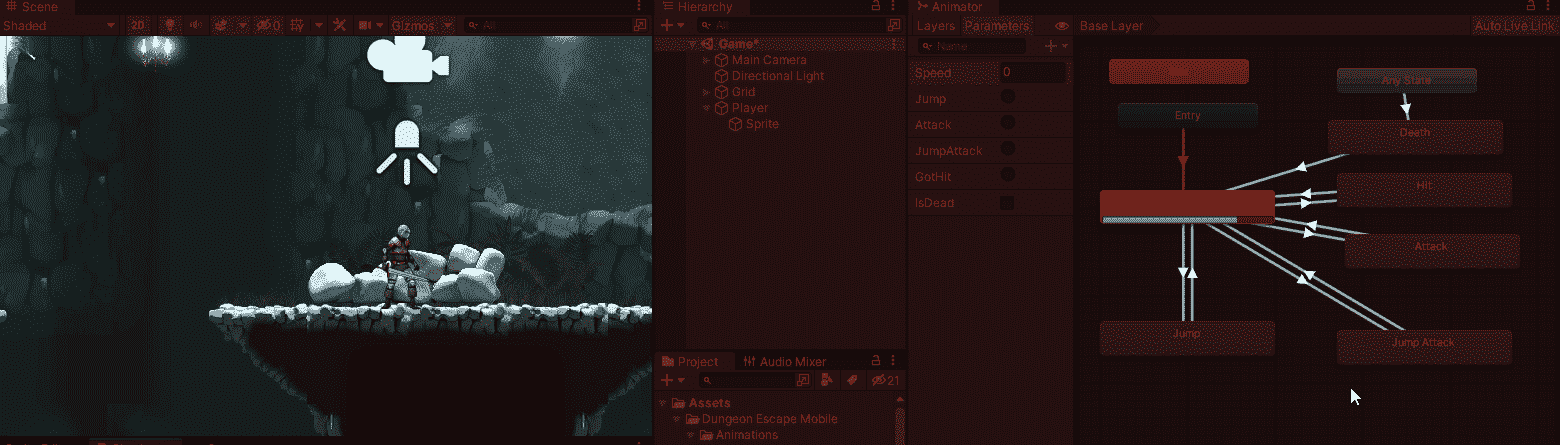 Scene
Shaded
2D
0
Gizmos
All
Hierarchy
All
Game*
Main Camera
Directional Light
Grid
Player
Sprite
Project
Audio Mixer
21
Assets
Dungeon Escape Mobile
Animations
Animator
Layers
Parameters
Base Layer
Auto Live Link
Name
Speed
0
Jump
Attack
JumpAttack
GotHit
IsDead
Any State
Entry
Death
Hit
Attack
Jump
Jump Attack